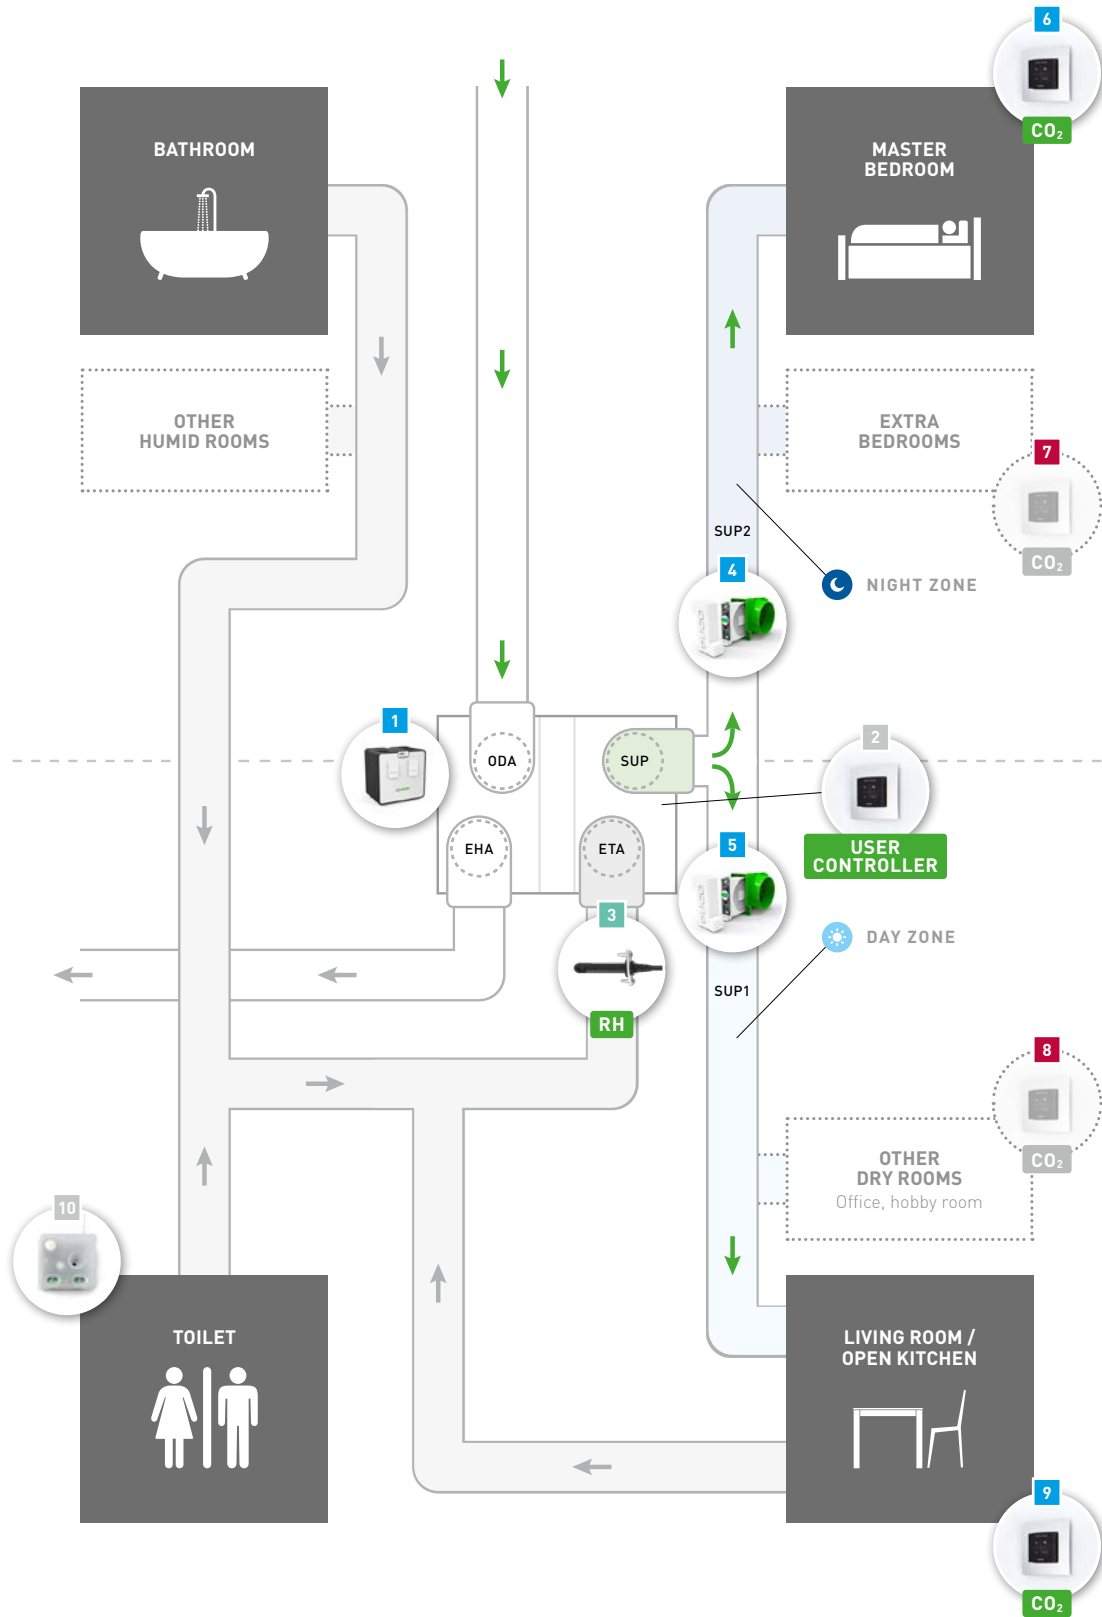 6
CO₂
BATHROOM
MASTER
BEDROOM
OTHER
HUMID ROOMS
EXTRA
BEDROOMS
7
CO₂
SUP2
4
NIGHT ZONE
1
2
ODA
SUP
USER
CONTROLLER
EHA
ETA
5
3
RH
DAY ZONE
SUP1
8
CO₂
OTHER
DRY ROOMS
Office, hobby room
10
TOILET
LIVING ROOM /
OPEN KITCHEN
9
CO₂